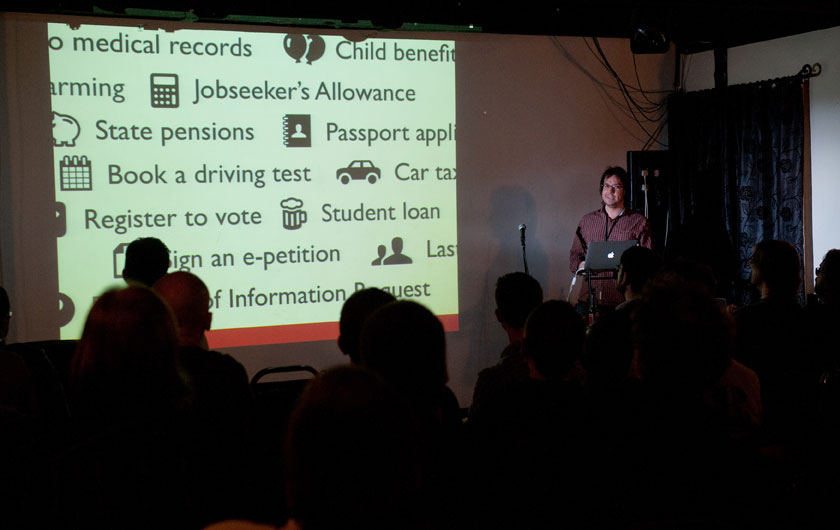 o medical records Child benefit
arming Jobseeker's Allowance
State pensions Passport appli
Book a driving test Car tax
Register to vote Student loan
ign an e-petition Las
of Information Request